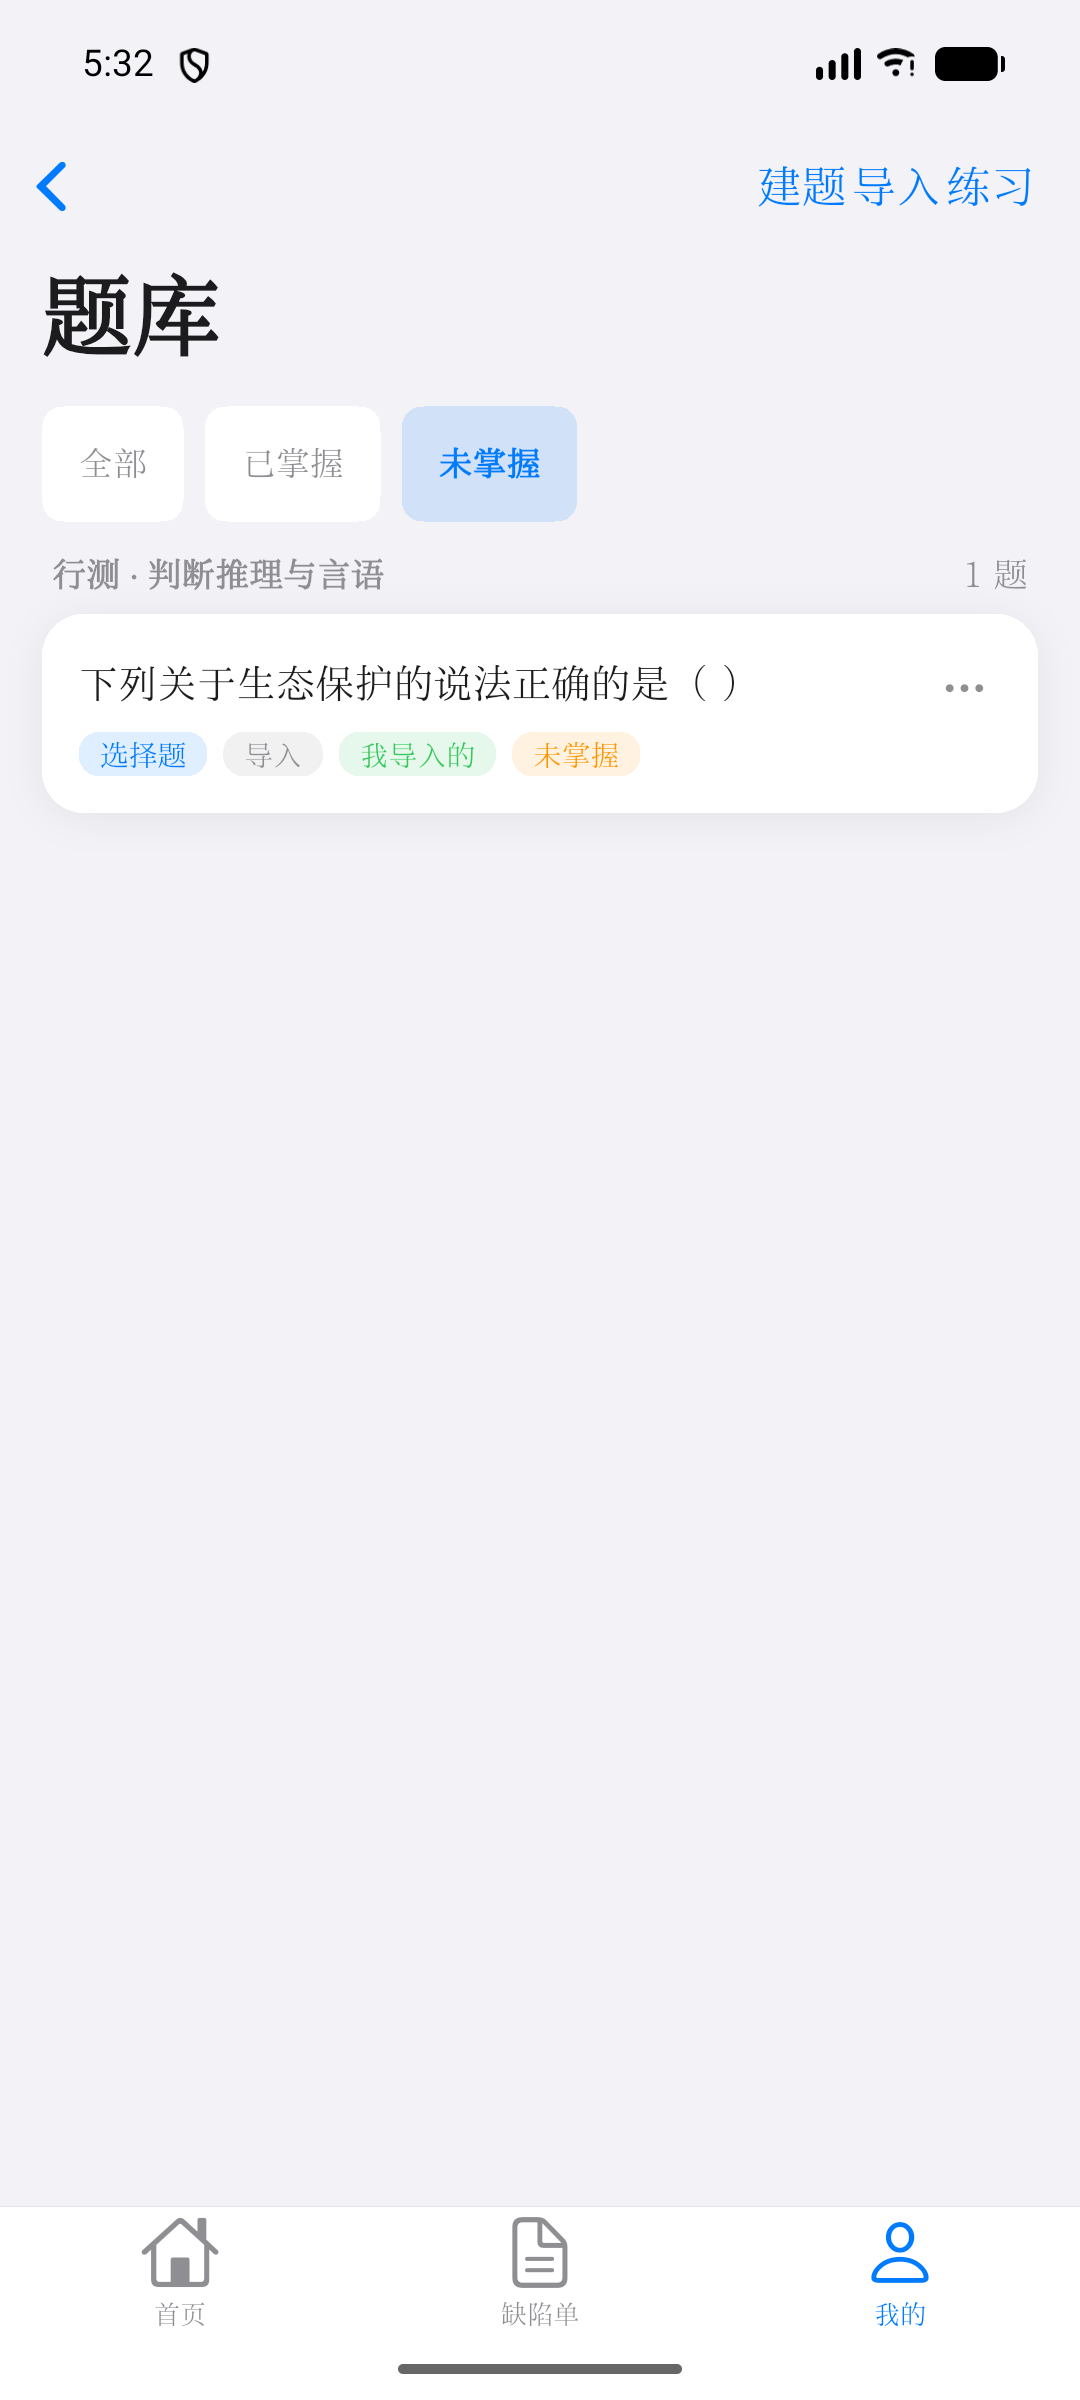 5:32
建题 导入 练习
题库
全部 已掌握 未掌握
行测 · 判断推理与言语 1 题
下列关于生态保护的说法正确的是（ ）
选择题 导入 我导入的 未掌握
首页 缺陷单 我的